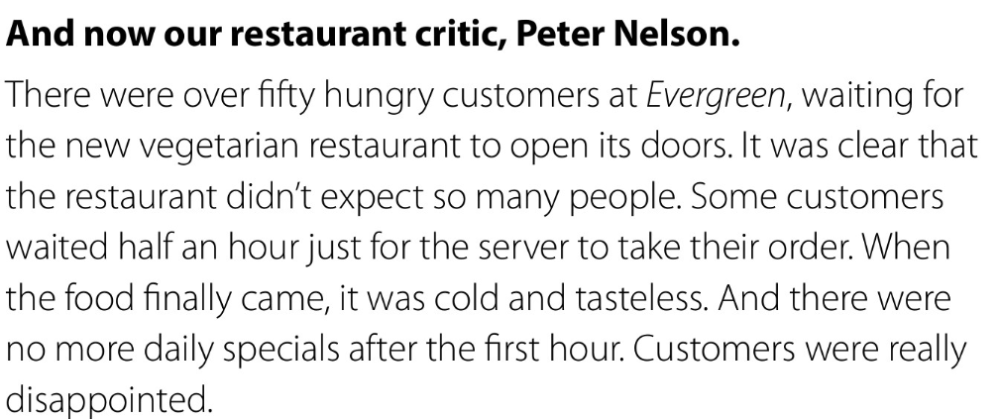 And now our restaurant critic, Peter Nelson.
There were over fifty hungry customers at Evergreen, waiting for
the new vegetarian restaurant to open its doors. It was clear that
the restaurant didn’t expect so many people. Some customers
waited half an hour just for the server to take their order. When
the food finally came, it was cold and tasteless. And there were
no more daily specials after the first hour. Customers were really
disappointed.